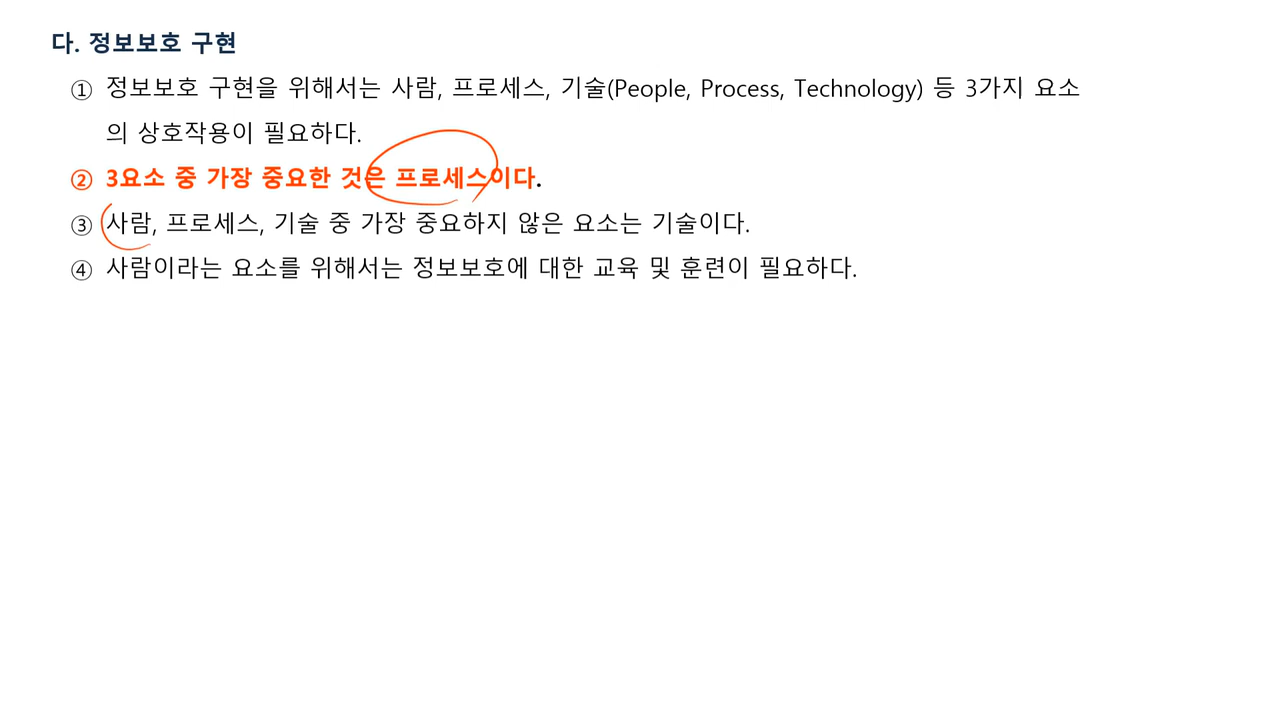 다. 정보보호 구현
① 정보보호 구현을 위해서는 사람, 프로세스, 기술(People, Process, Technology) 등 3가지 요소
의 상호작용이 필요하다.
② 3요소 중 가장 중요한 것은 프로세스이다.
③ 사람, 프로세스, 기술 중 가장 중요하지 않은 요소는 기술이다.
④ 사람이라는 요소를 위해서는 정보보호에 대한 교육 및 훈련이 필요하다.